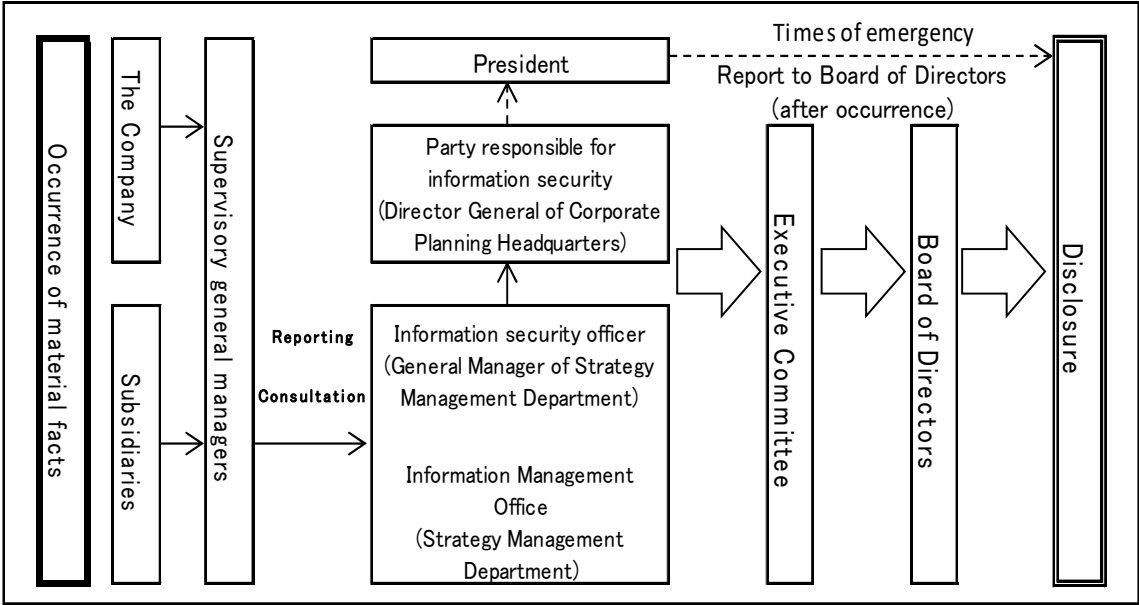 Occurrence of material facts
The Company
Subsidiaries
Supervisory general managers
Reporting
Consultation
President
Party responsible for
information security
(Director General of Corporate
Planning Headquarters)
Information security officer
(General Manager of Strategy
Management Department)
Information Management
Office
(Strategy Management
Department)
Times of emergency
Report to Board of Directors
(after occurrence)
Executive Committee
Board of Directors
Disclosure